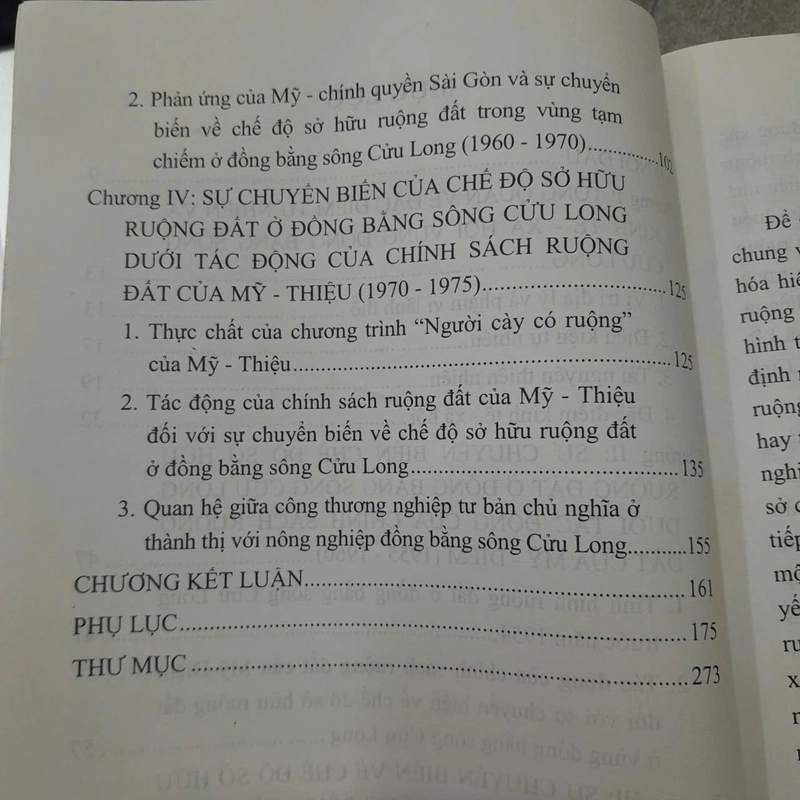 2. Phản ứng của Mỹ - chính quyền Sài Gòn và sự chuyển
biến về chế độ sở hữu ruộng đất trong vùng tạm
chiếm ở đồng bằng sông Cửu Long (1960 - 1970)..................102
Chương IV: SỰ CHUYỂN BIẾN CỦA CHẾ ĐỘ SỞ HỮU
RUỘNG ĐẤT Ở ĐỒNG BẰNG SÔNG CỬU LONG
DƯỚI TÁC ĐỘNG CỦA CHÍNH SÁCH RUỘNG
ĐẤT CỦA MỸ - THIỆU (1970 - 1975)..................125
1. Thực chất của chương trình “Người cày có ruộng”
của Mỹ - Thiệu..................125
2. Tác động của chính sách ruộng đất của Mỹ - Thiệu
đối với sự chuyển biến về chế độ sở hữu ruộng đất
ở đồng bằng sông Cửu Long..................135
3. Quan hệ giữa công thương nghiệp tư bản chủ nghĩa ở
thành thị với nông nghiệp đồng bằng sông Cửu Long..................155
CHƯƠNG KẾT LUẬN..................161
PHỤ LỤC..................175
THƯ MỤC..................273
Để
chung
hóa hiế
ruộng
hình t
định
ruộng
hay
nghi
sở
tiếp
mộ
yế
ru
x